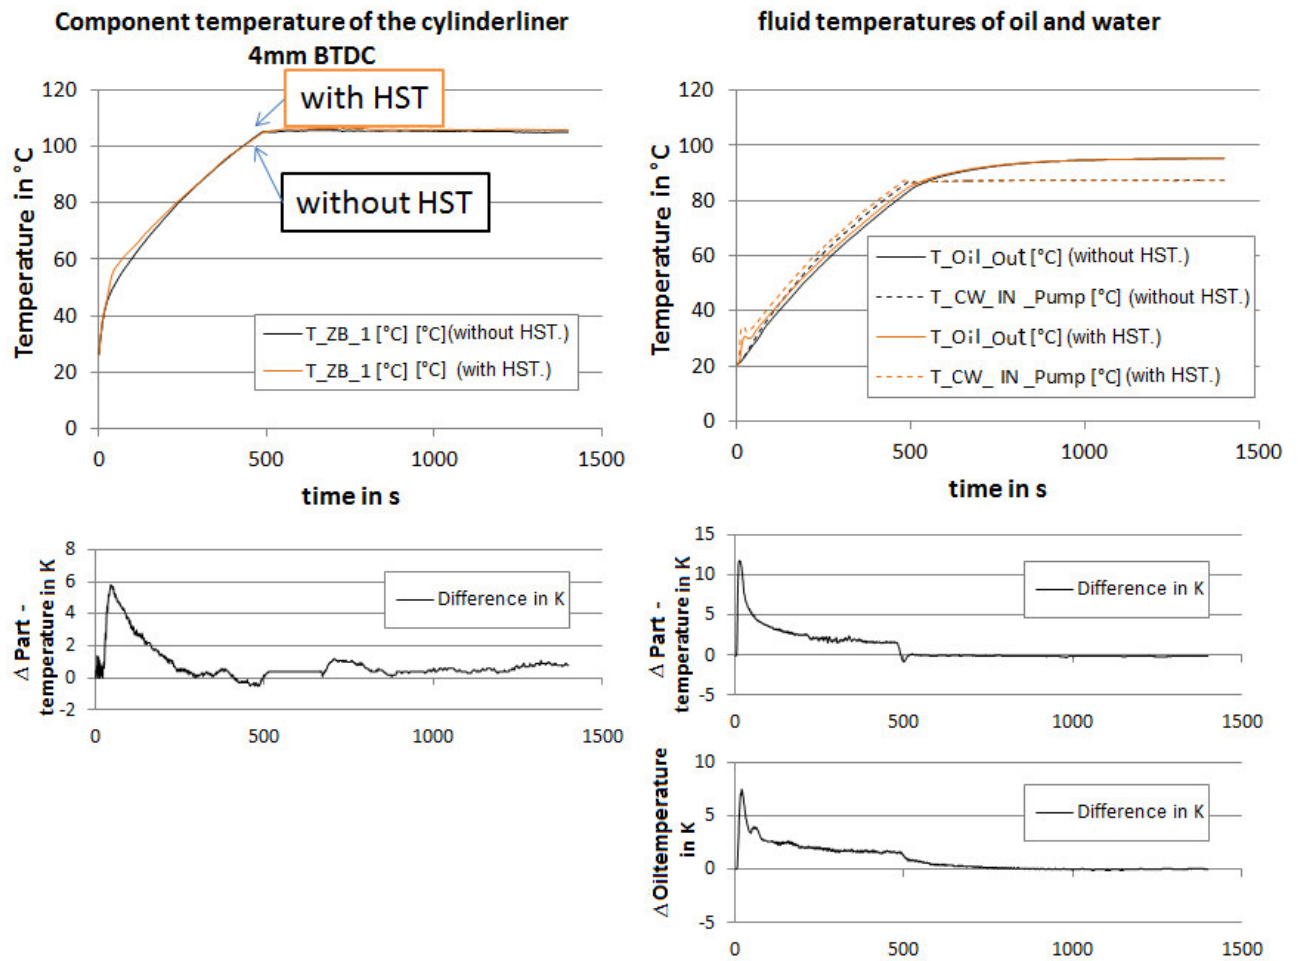 Component temperature of the cylinderliner
4mm BTDC
120
100
80
60
40
20
0
Temperature in °C
with HST
without HST
T_ZB_1 [°C] [°C](without HST.)
T_ZB_1 [°C] [°C] (with HST.)
0
500
1000
1500
time in s
fluid temperatures of oil and water
120
100
80
60
40
20
0
Temperature in °C
T_Oil_Out [°C] (without HST.)
T_CW_ IN _Pump [°C] (without HST.)
T_Oil_Out [°C] (with HST.)
T_CW_ IN _Pump [°C] (with HST.)
0
500
1000
1500
time in s
8
6
4
2
0
-2
Δ Part -
temperature in K
Difference in K
0
500
1000
1500
15
10
5
0
-5
Δ Part -
temperature in K
Difference in K
0
500
1000
1500
10
5
0
-5
Δ Oiltemperature
in K
Difference in K
0
500
1000
1500